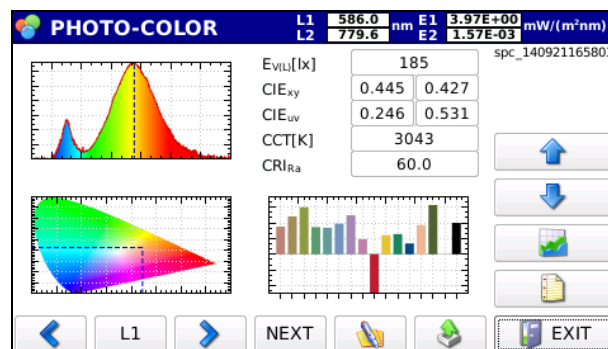 PHOTO-COLOR L1 586.0 nm E1 3.97E+00 mW/(m²nm)
L2 779.6 E2 1.57E-03
spc_14092116580
EV(L)[lx] 185
CIExy 0.445 0.427
CIEuv 0.246 0.531
CCT[K] 3043
CRIRa 60.0
L1 NEXT EXIT